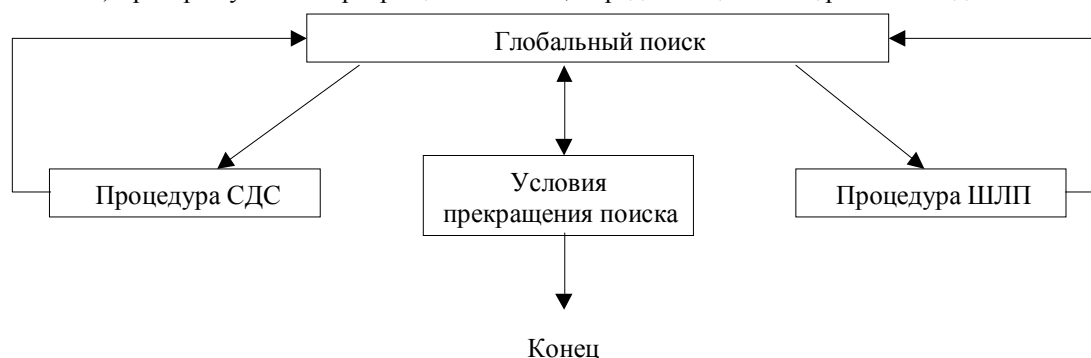 Глобальный поиск
Процедура СДС
Условия
прекращения поиска
Процедура ШЛП
Конец